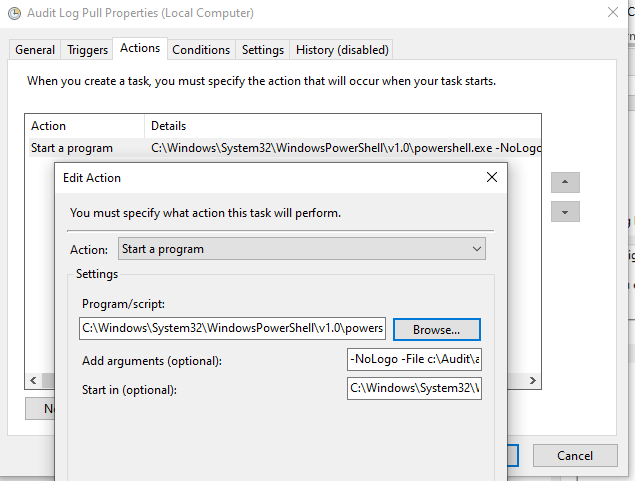 Audit Log Pull Properties (Local Computer)
General Triggers Actions Conditions Settings History (disabled)
When you create a task, you must specify the action that will occur when your task starts.
Action Details
Start a program C:\Windows\System32\WindowsPowerShell\v1.0\powershell.exe -NoLogo
Edit Action
You must specify what action this task will perform.
Action: Start a program
Settings
Program/script:
C:\Windows\System32\WindowsPowerShell\v1.0\powers Browse...
Add arguments (optional): -NoLogo -File c:\Audit\a
Start in (optional): C:\Windows\System32\
Cancel